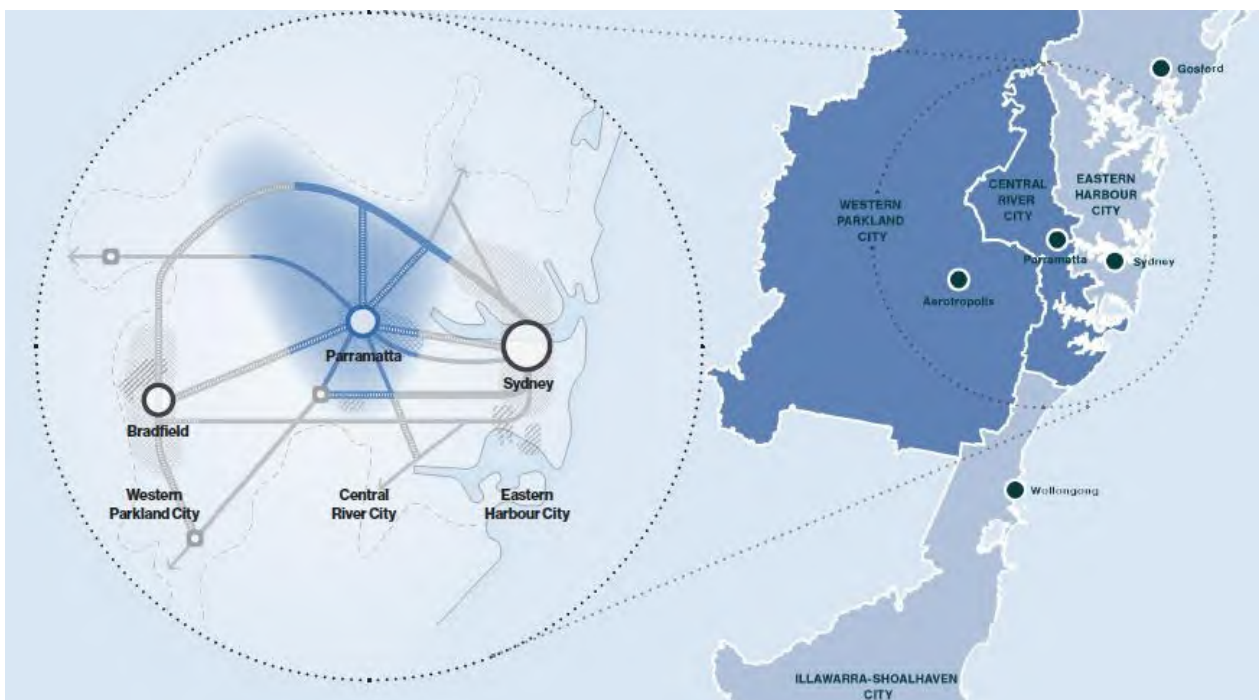 Parramatta
Sydney
Bradfield
Western
Parkland City
Central
River City
Eastern
Harbour City
Gosford
EASTERN
HARBOUR
CITY
CENTRAL
RIVER
CITY
WESTERN
PARKLAND
CITY
Parramatta
Sydney
Aerotropolis
Wollongong
ILLAWARRA-SHOALHAVEN
CITY